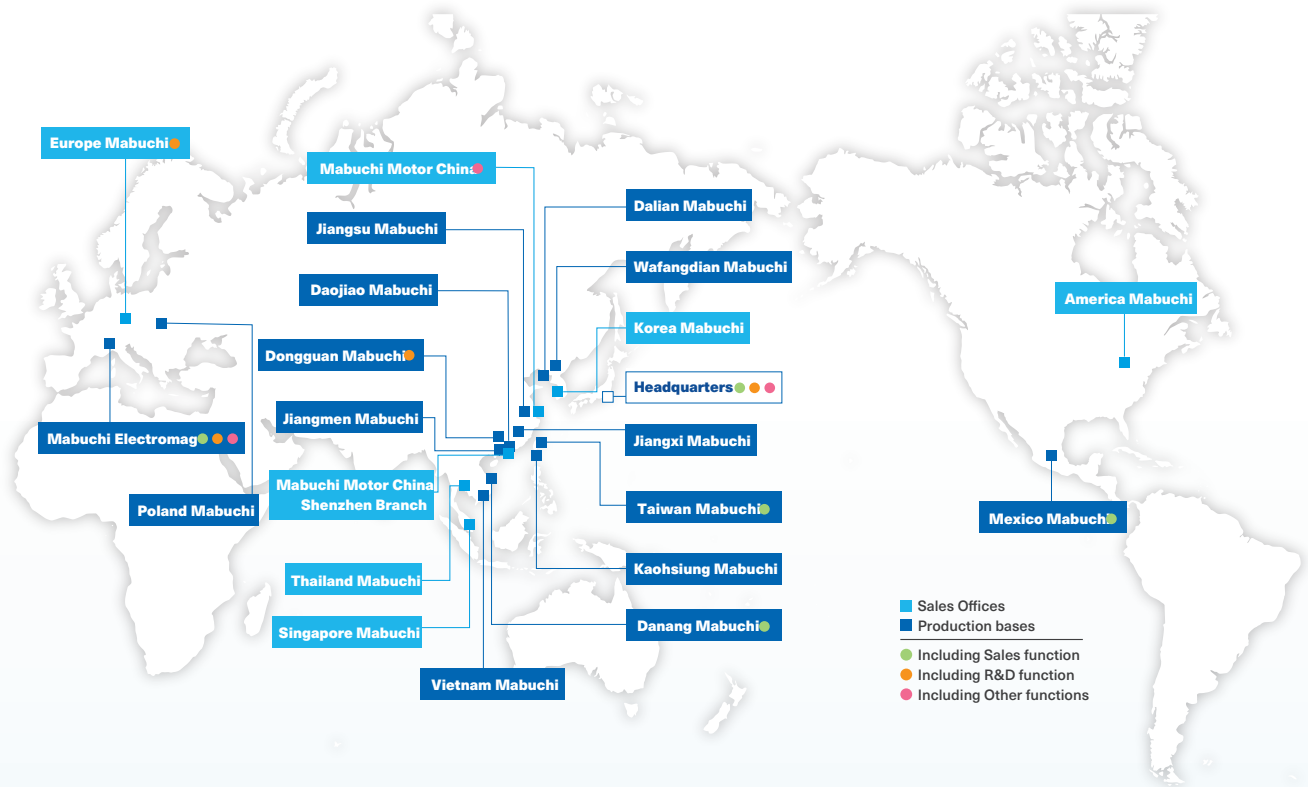 Europe Mabuchi
Mabuchi Motor China
Jiangsu Mabuchi
Daojiao Mabuchi
Dongguan Mabuchi
Jiangmen Mabuchi
Mabuchi Electromag
Poland Mabuchi
Mabuchi Motor China
Shenzhen Branch
Thailand Mabuchi
Singapore Mabuchi
Vietnam Mabuchi
Dalian Mabuchi
Wafangdian Mabuchi
Korea Mabuchi
Headquarters
Jiangxi Mabuchi
Taiwan Mabuchi
Kaohsiung Mabuchi
Danang Mabuchi
America Mabuchi
Mexico Mabuchi
Sales Offices
Production bases
Including Sales function
Including R&D function
Including Other functions